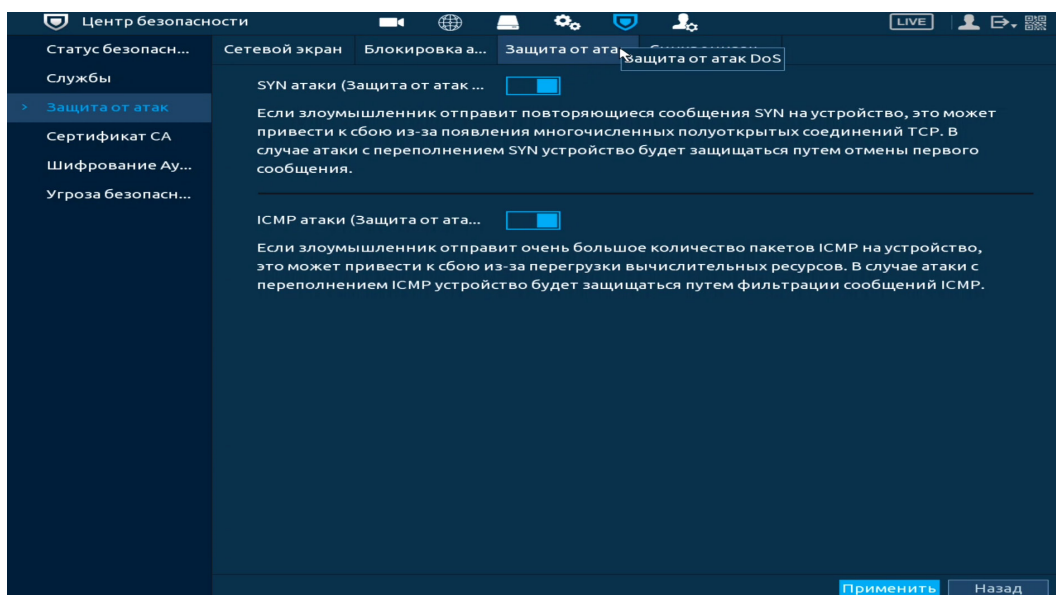 Центр безопасности
LIVE
Статус безопасн...
Службы
Защита от атак
Сертификат CA
Шифрование Ау...
Угроза безопасн...
Сетевой экран
Блокировка а...
Защита от ата
Защита от атак DoS
SYN атаки (Защита от атак ...
Если злоумышленник отправит повторяющиеся сообщения SYN на устройство, это может
привести к сбою из-за появления многочисленных полуоткрытых соединений TCP. В
случае атаки с переполнением SYN устройство будет защищаться путем отмены первого
сообщения.
ICMP атаки (Защита от ата...
Если злоумышленник отправит очень большое количество пакетов ICMP на устройство,
это может привести к сбою из-за перегрузки вычислительных ресурсов. В случае атаки с
переполнением ICMP устройство будет защищаться путем фильтрации сообщений ICMP.
Применить
Назад